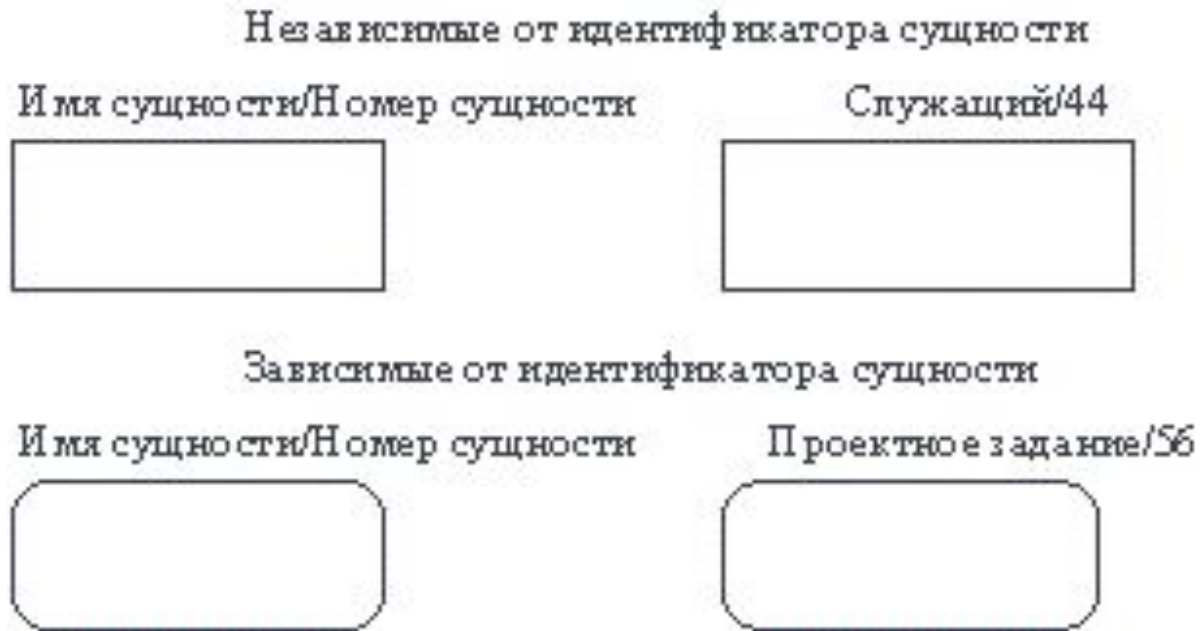 Независимые от идентификатора сущности
Имя сущности/Номер сущности Служащий/44
Зависимые от идентификатора сущности
Имя сущности/Номер сущности Проектное задание/56